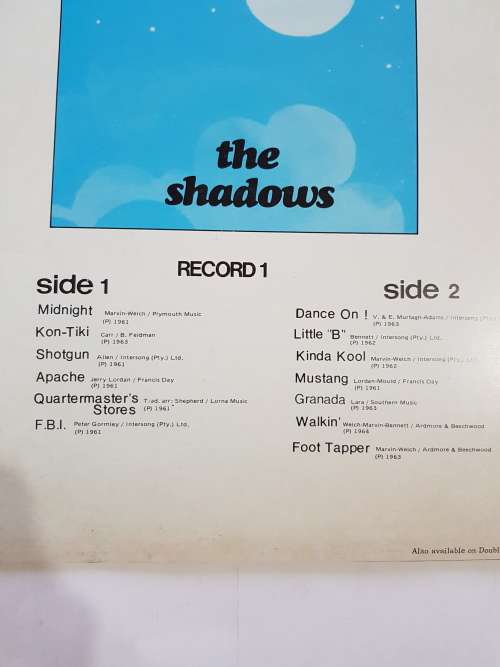 the
shadows
RECORD 1
side 1
Midnight Marvin-Welch / Plymouth Music
(P) 1961
Kon-Tiki Carr / B. Feldman
(P) 1963
Shotgun Allen / Intersong (Pty.) Ltd.
(P) 1961
Apache Jerry Lordan / Francis Day
(P) 1961
Quartermaster's Trad. arr: Shepherd / Lorna Music
Stores (P) 1961
F.B.I. Peter Gormley / Intersong (Pty.) Ltd.
(P) 1961
side 2
Dance On ! V. & E. Murtagh-Adams / Intersong
(P) 1963
Little "B" Bennett / Intersong (Pty.) Ltd.
(P) 1962
Kinda Kool Marvin-Welch / Intersong (Pty.)
(P) 1962
Mustang Lordan-Mould / Francis Day
(P) 1961
Granada Lara / Southern Music
(P) 1963
Walkin' Welch-Marvin-Bennett / Ardmore & Beechwood
(P) 1964
Foot Tapper Marvin-Welch / Ardmore & Beechwood
(P) 1963
Also available on Doubl